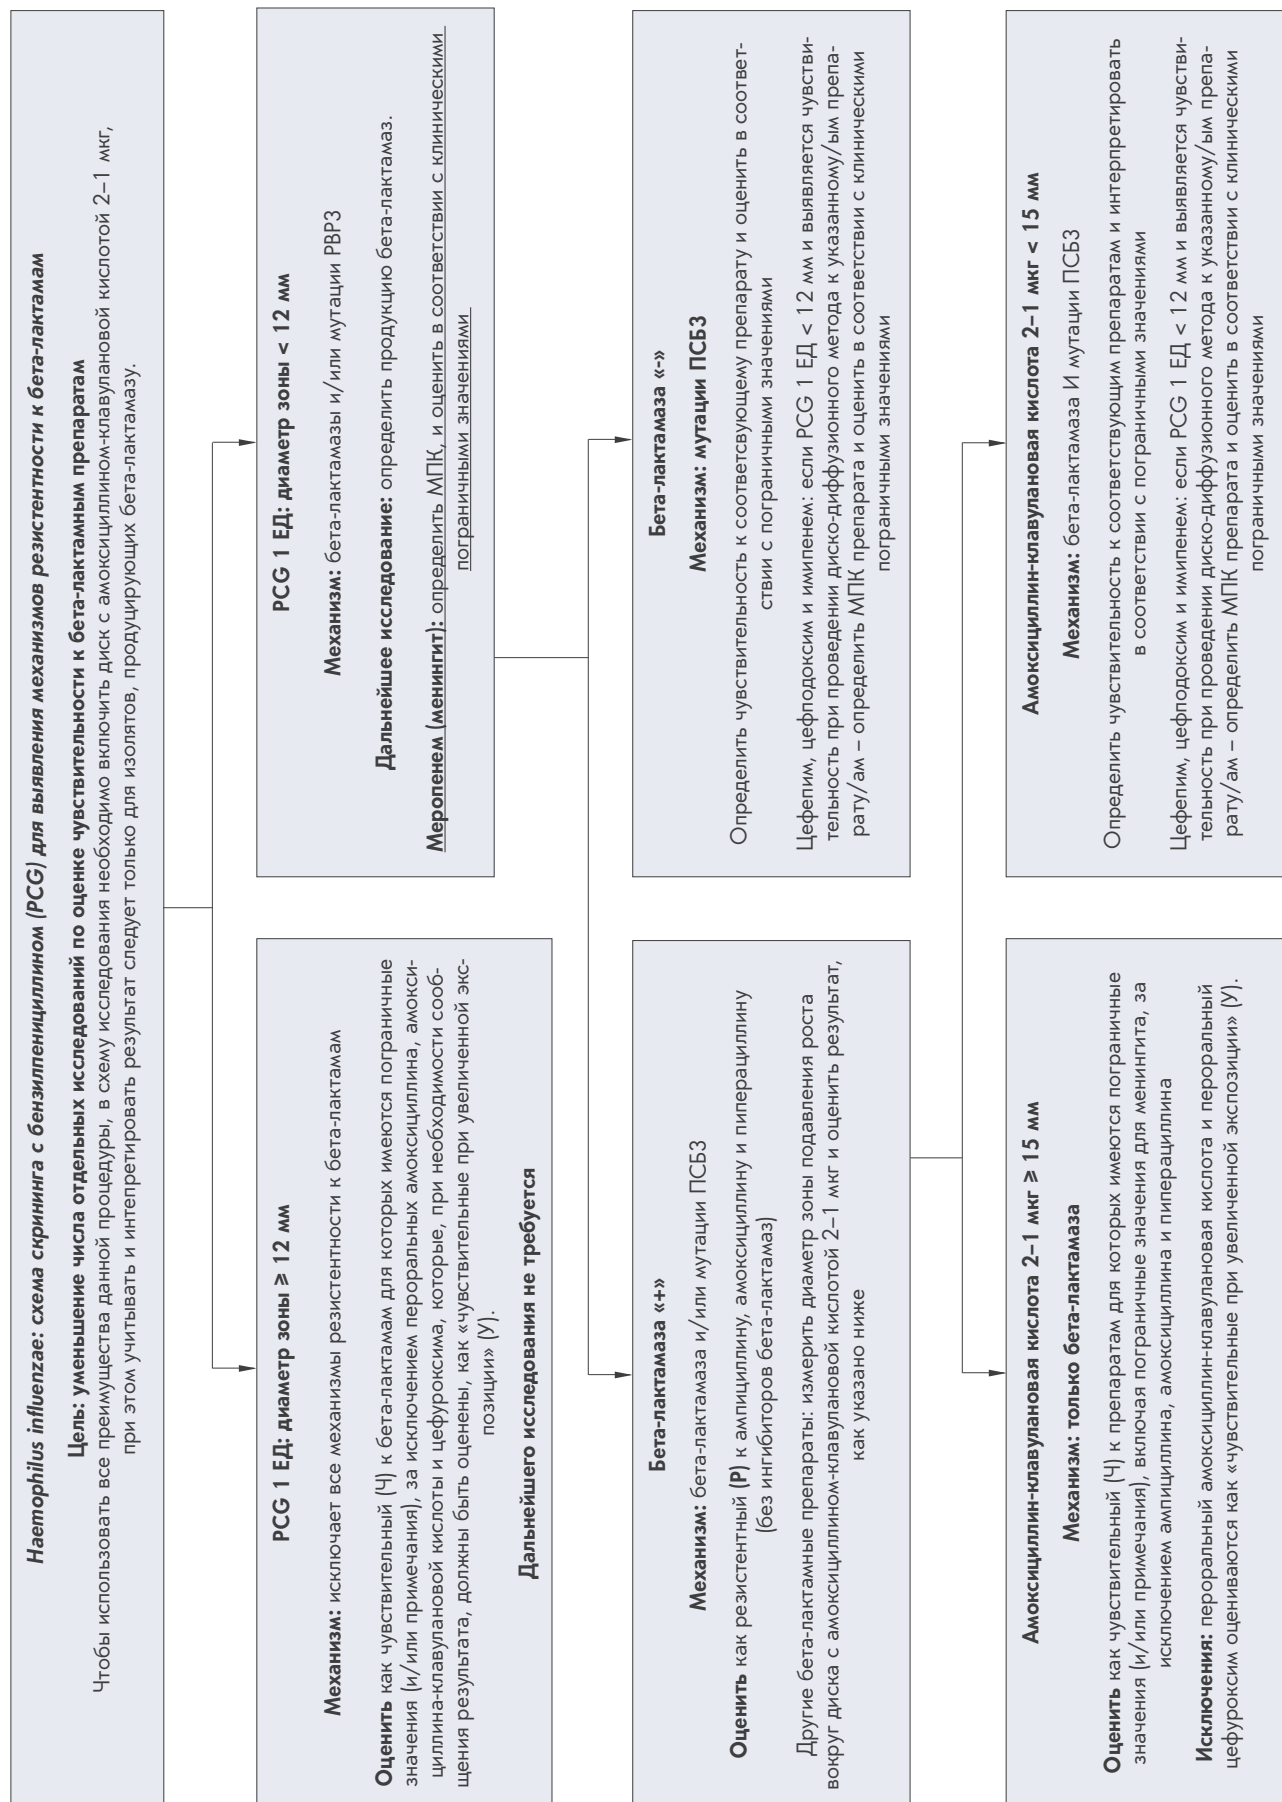 Haemophilus influenzae: схема скрининга с бензилпенициллином (PCG) для выявления механизмов резистентности к бета-лактамам
Цель: уменьшение числа отдельных исследований по оценке чувствительности к бета-лактамным препаратам
Чтобы использовать все преимущества данной процедуры, в схему исследования необходимо включить диск с амоксициллином-клавулановой кислотой 2–1 мкг,
при этом учитывать и интепретировать результат следует только для изолятов, продуцирующих бета-лактамазу.
PCG 1 ЕД: диаметр зоны ≥ 12 мм
Механизм: исключает все механизмы резистентности к бета-лактамам
Оценить как чувствительный (Ч) к бета-лактамам для которых имеются пограничные
значения (и/или примечания), за исключением пероральных амоксициллина, амокси-
циллина-клавулановой кислоты и цефуроксима, которые, при необходимости сооб-
щения результата, должны быть оценены, как «чувствительные при увеличенной экс-
позиции» (У).
Дальнейшего исследования не требуется
PCG 1 ЕД: диаметр зоны < 12 мм
Механизм: бета-лактамазы и/или мутации PBP3
Дальнейшее исследование: определить продукцию бета-лактамаз.
Меропенем (менингит): определить МПК, и оценить в соответствии с клиническими
пограничными значениями.
Бета-лактамаза «+»
Механизм: бета-лактамаза и/или мутации ПСБ3
Оценить как резистентный (Р) к ампициллину, амоксициллину и пиперациллину
(без ингибиторов бета-лактамаз)
Другие бета-лактамные препараты: измерить диаметр зоны подавления роста
вокруг диска с амоксициллином-клавулановой кислотой 2–1 мкг и оценить результат,
как указано ниже
Бета-лактамаза «-»
Механизм: мутации ПСБ3
Определить чувствительность к соответсвующему препарату и оценить в соответ-
ствии с пограничными значениями
Цефепим, цефподоксим и имипенем: если PCG 1 ЕД < 12 мм и выявляется чувстви-
тельность при проведении диско-диффузионного метода к указанному/ым препа-
рату/ам – определить МПК препарата и оценить в соответствии с клиническими
пограничными значениями
Амоксициллин-клавулановая кислота 2–1 мкг ≥ 15 мм
Механизм: только бета-лактамаза
Оценить как чувствительный (Ч) к препаратам для которых имеются пограничные
значения (и/или примечания), включая пограничные значения для менингита, за
исключением ампициллина, амоксициллина и пиперациллина
Исключения: пероральный амоксициллин-клавулановая кислота и пероральный
цефуроксим оцениваются как «чувствительные при увеличенной экспозиции» (У).
Амоксициллин-клавулановая кислота 2–1 мкг < 15 мм
Механизм: бета-лактамаза И мутации ПСБ3
Определить чувствительность к соответствующим препаратам и интерпретировать
в соответствии с пограничными значениями
Цефепим, цефподоксим и имипенем: если PCG 1 ЕД < 12 мм и выявляется чувстви-
тельность при проведении диско-диффузионного метода к указанному/ым препа-
рату/ам – определить МПК препарата и оценить в соответствии с клиническими
пограничными значениями